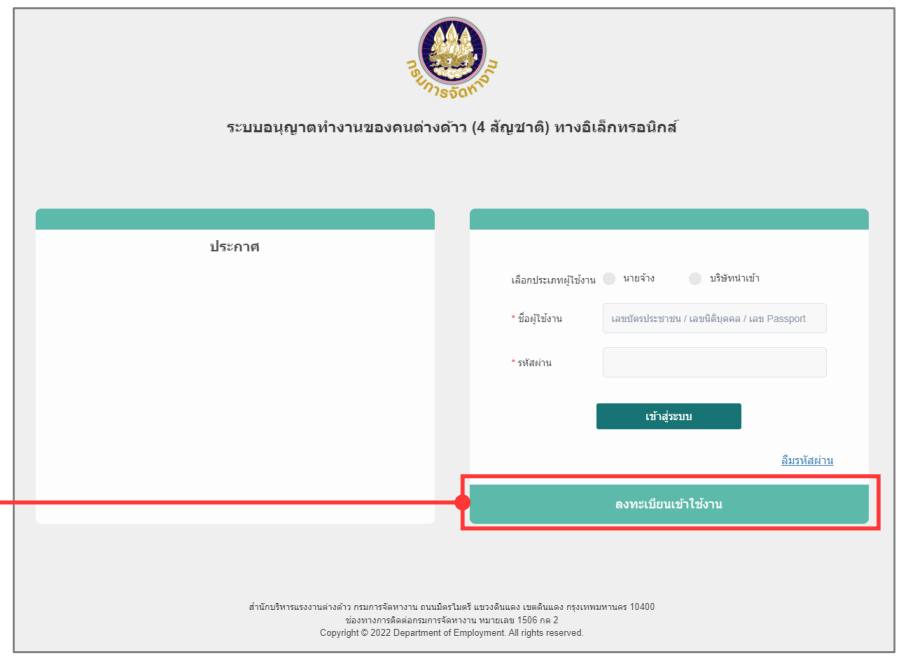 กรมการจัดหางาน
ระบบอนุญาตทำงานของคนต่างด้าว (4 สัญชาติ) ทางอิเล็กทรอนิกส์
ประกาศ
เลือกประเภทผู้ใช้งาน นายจ้าง บริษัทนำเข้า
* ชื่อผู้ใช้งาน เลขบัตรประชาชน / เลขนิติบุคคล / เลข Passport
* รหัสผ่าน
เข้าสู่ระบบ
ลืมรหัสผ่าน
ลงทะเบียนเข้าใช้งาน
สำนักบริหารแรงงานต่างด้าว กรมการจัดหางาน ถนนมิตรไมตรี แขวงดินแดง เขตดินแดง กรุงเทพมหานคร 10400
ช่องทางการติดต่อกรมการจัดหางาน หมายเลข 1506 กด 2
Copyright © 2022 Department of Employment. All rights reserved.